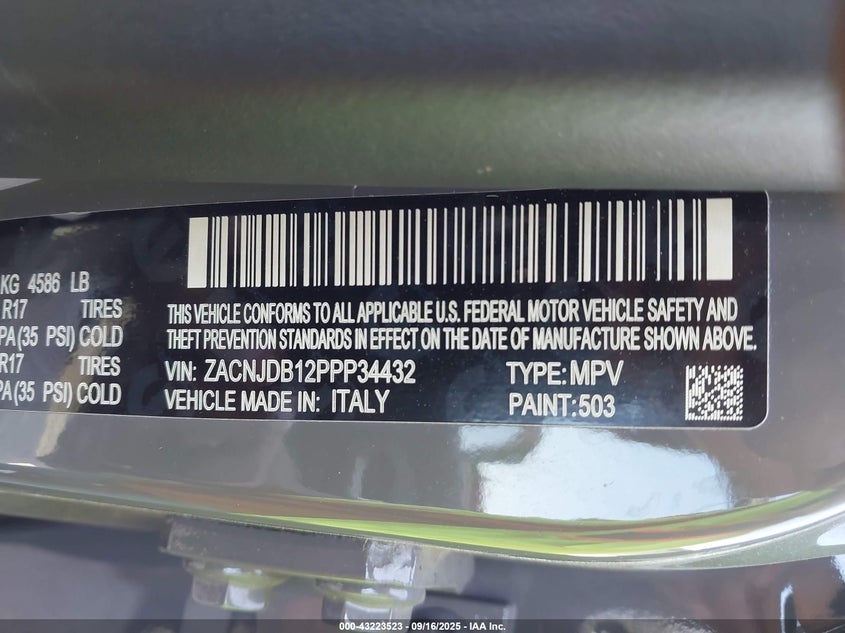 KG 4586 LB
R17 TIRES
PA(35 PSI) COLD
R17 TIRES
PA(35 PSI) COLD
THIS VEHICLE CONFORMS TO ALL APPLICABLE U.S. FEDERAL MOTOR VEHICLE SAFETY AND
THEFT PREVENTION STANDARDS IN EFFECT ON THE DATE OF MANUFACTURE SHOWN ABOVE.
VIN: ZACNJDB12PPP34432 TYPE: MPV
VEHICLE MADE IN: ITALY PAINT: 503
000-43223523 - 09/16/2025 - IAA Inc.